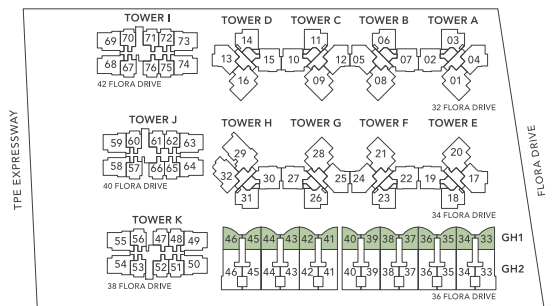 TOWER I
70 71 72
69 73
68 74
67 76 75
42 FLORA DRIVE
TOWER D TOWER C TOWER B TOWER A
14 11 06 03
13 15 10 12 05 07 02 04
16 09 08 01
32 FLORA DRIVE
TOWER J
59 60 61 62 63
58 57 66 65 64
40 FLORA DRIVE
TOWER H TOWER G TOWER F TOWER E
29 28 21 20
32 30 27 25 24 22 19 17
31 26 23 18
34 FLORA DRIVE
TOWER K
55 56 47 48 49
54 53 52 51 50
38 FLORA DRIVE
46 45 44 43 42 41 40 39 38 37 36 35 34 33 GH1
46 45 44 43 42 41 40 39 38 37 36 35 34 33 GH2
36 FLORA DRIVE
TPE EXPRESSWAY
FLORA DRIVE